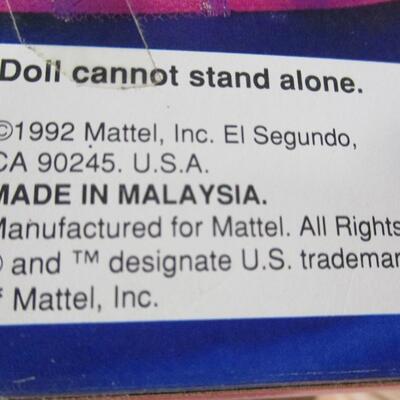 Doll cannot stand alone.
©1992 Mattel, Inc. El Segundo,
CA 90245. U.S.A.
MADE IN MALAYSIA.
Manufactured for Mattel. All Rights
® and ™ designate U.S. trademar
of Mattel, Inc.